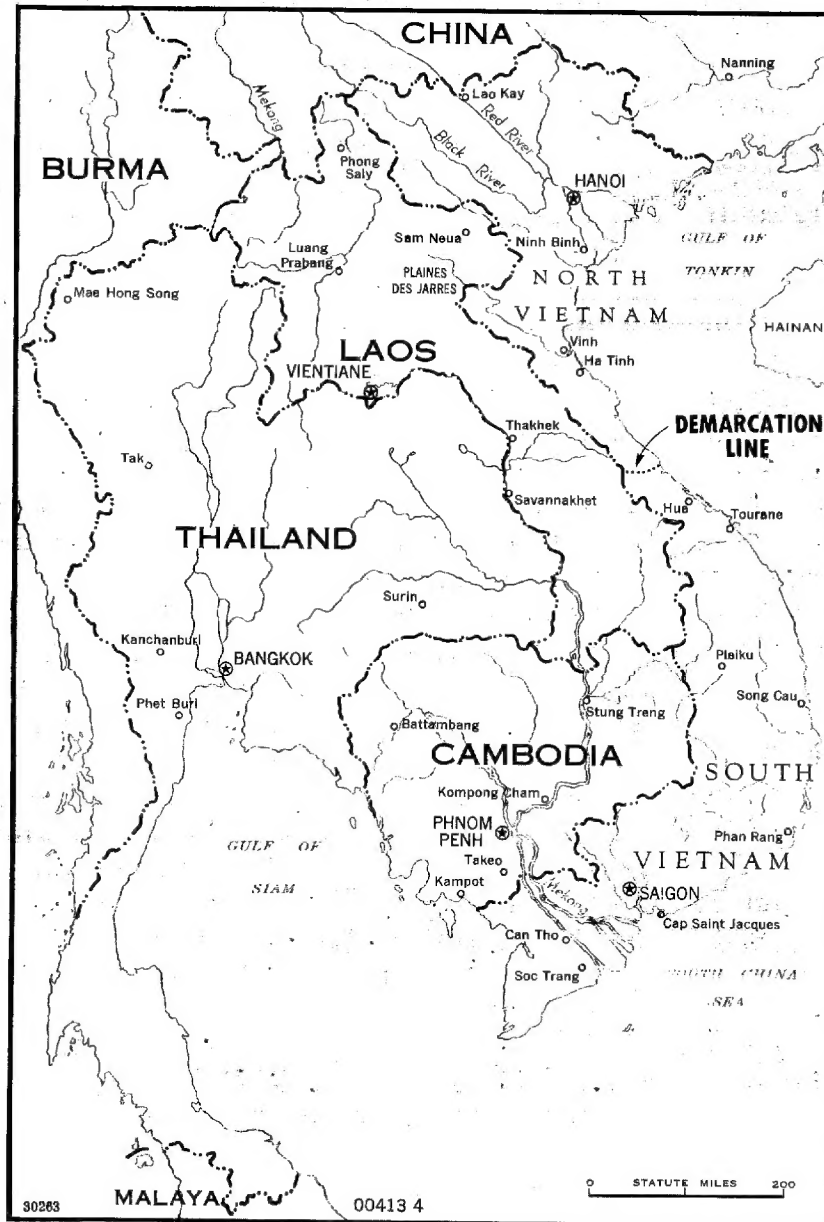 CHINA
Nanning
Lao Kay
Mekong
Red River
Black River
BURMA
Phong
Saly
HANOI
Sam Neua
Ninh Binh
GULF OF
TONKIN
Luang
Prabang
PLAINES
DES JARRES
NORTH
VIETNAM
Mae Hong Song
HAINAN
LAOS
Vinh
Ha Tinh
VIENTIANE
DEMARCATION
LINE
Thakhek
Tak
Savannakhet
Hue
Tourane
THAILAND
Surin
Kanchanburi
BANGKOK
Pleiku
Phet Buri
Stung Treng
Song Cau
Battambang
CAMBODIA
SOUTH
Kompong Cham
PHNOM
PENH
Phan Rang
GULF OF
SIAM
VIETNAM
Takeo
Kampot
Mekong
SAIGON
Cap Saint Jacques
Can Tho
Soc Trang
SOUTH CHINA
SEA
MALAYA
30263
00413 4
0 STATUTE MILES 200